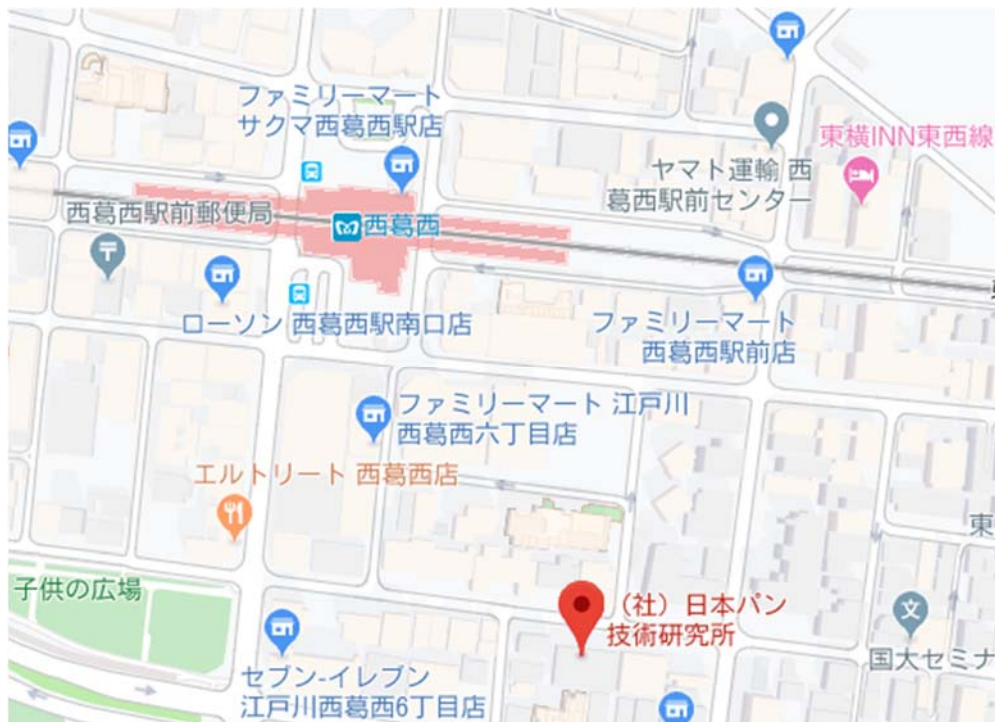 ファミリーマート
サクマ西葛西駅店
東横INN東西線
ヤマト運輸 西
葛西駅前センター
西葛西駅前郵便局
西葛西
ローソン 西葛西駅南口店
ファミリーマート
西葛西駅前店
ファミリーマート 江戸川
西葛西六丁目店
エルトリート 西葛西店
東
子供の広場
（社）日本パン
技術研究所
国大セミナ
セブン-イレブン
江戸川西葛西6丁目店